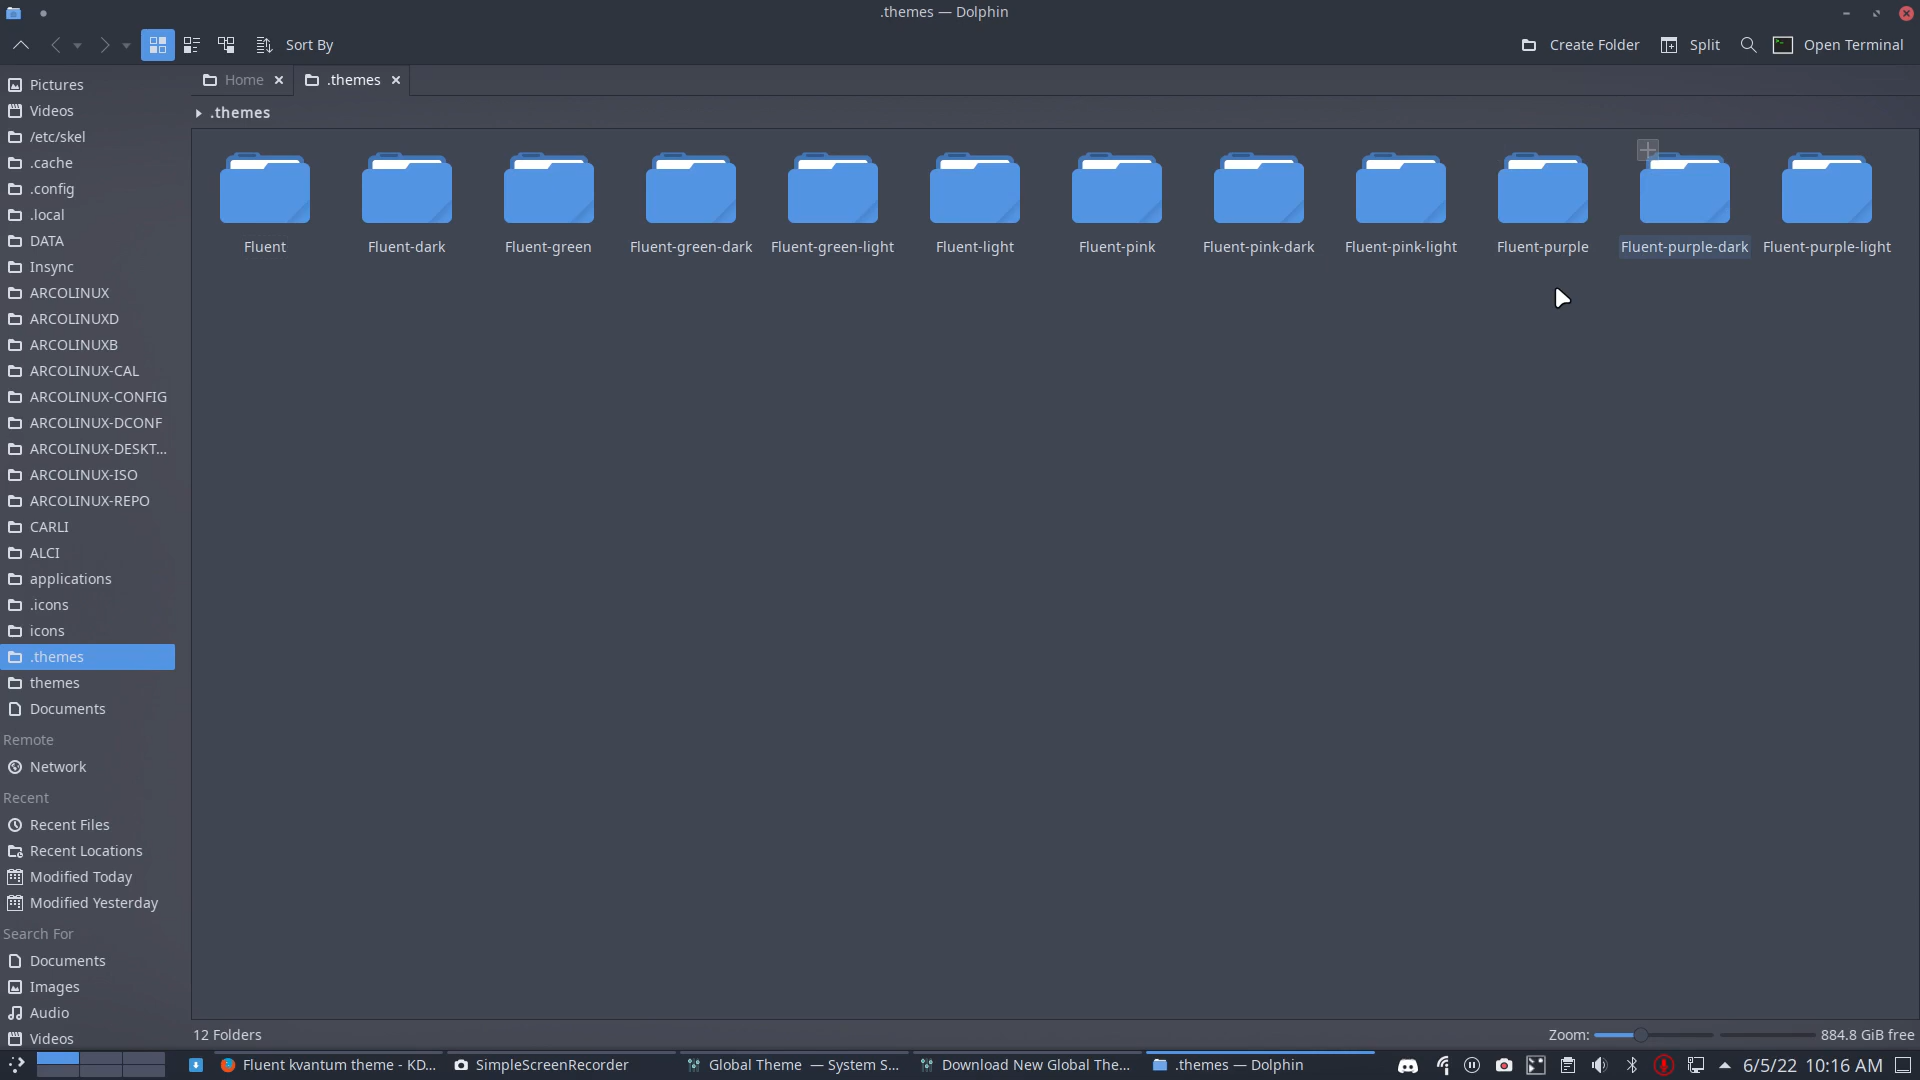 .themes — Dolphin
Sort By
Create Folder
Split
Open Terminal
Pictures
Videos
/etc/skel
.cache
.config
.local
DATA
Insync
ARCOLINUX
ARCOLINUXD
ARCOLINUXB
ARCOLINUX-CAL
ARCOLINUX-CONFIG
ARCOLINUX-DCONF
ARCOLINUX-DESKT...
ARCOLINUX-ISO
ARCOLINUX-REPO
CARLI
ALCI
applications
.icons
icons
.themes
themes
Documents
Remote
Network
Recent
Recent Files
Recent Locations
Modified Today
Modified Yesterday
Search For
Documents
Images
Audio
Videos
Home
.themes
.themes
Fluent
Fluent-dark
Fluent-green
Fluent-green-dark
Fluent-green-light
Fluent-light
Fluent-pink
Fluent-pink-dark
Fluent-pink-light
Fluent-purple
Fluent-purple-dark
Fluent-purple-light
12 Folders
Zoom:
884.8 GiB free
Fluent kvantum theme - KD...
SimpleScreenRecorder
Global Theme — System S...
Download New Global The...
.themes — Dolphin
6/5/22 10:16 AM